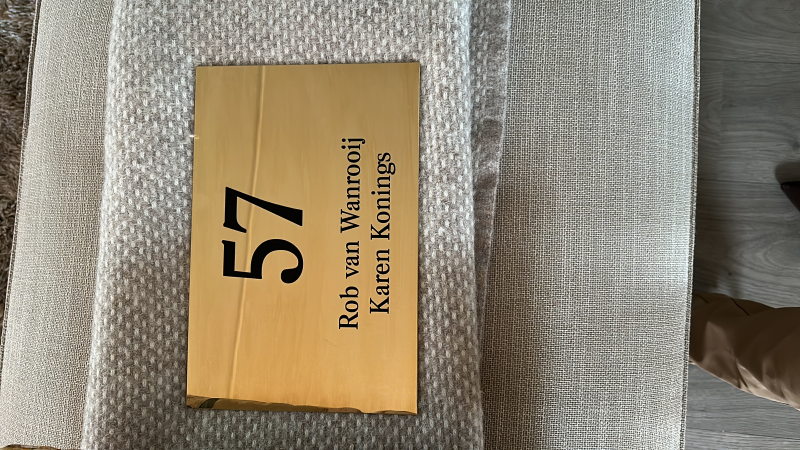 57
Rob van Wanrooij
Karen Konings